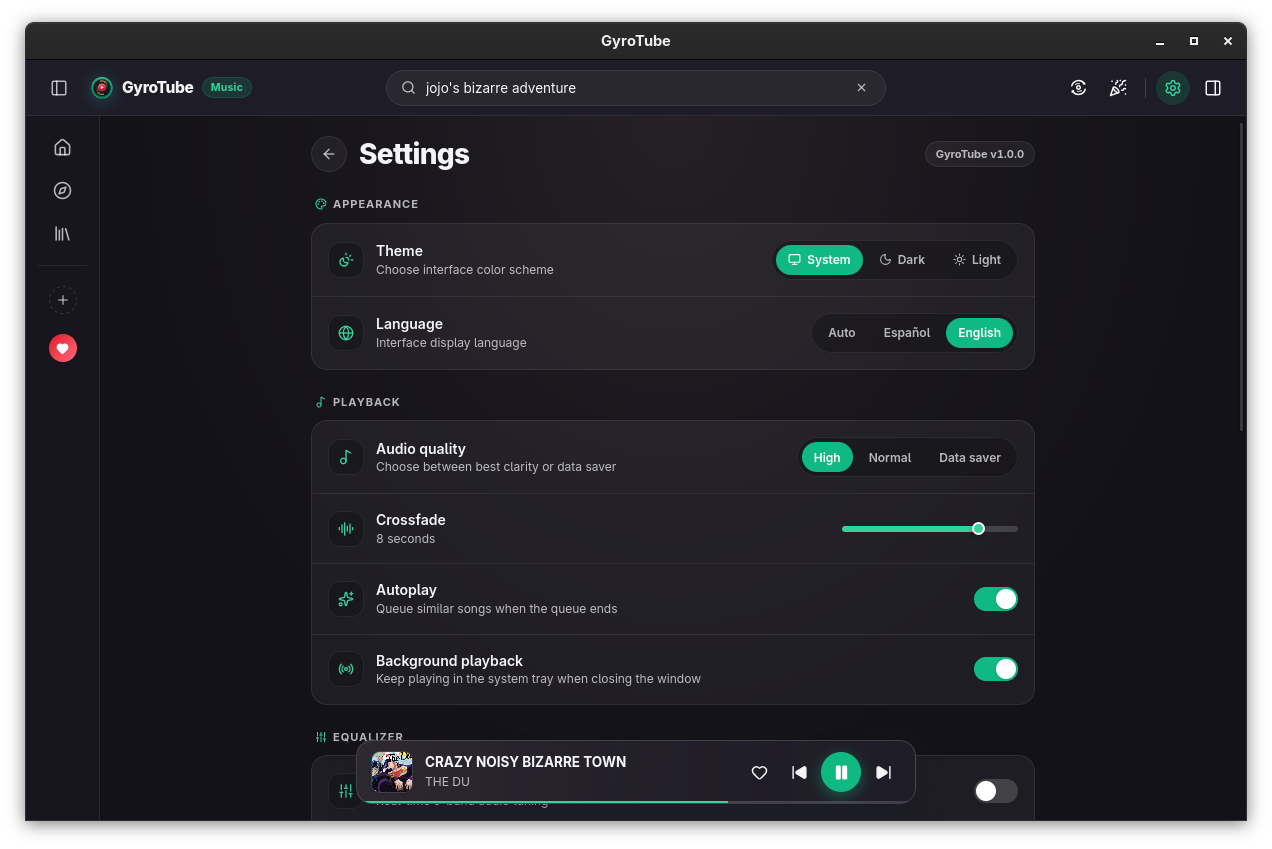 GyroTube
GyroTube Music
jojo's bizarre adventure
Settings
GyroTube v1.0.0
APPEARANCE
Theme
Choose interface color scheme
System Dark Light
Language
Interface display language
Auto Español English
PLAYBACK
Audio quality
Choose between best clarity or data saver
High Normal Data saver
Crossfade
8 seconds
Autoplay
Queue similar songs when the queue ends
Background playback
Keep playing in the system tray when closing the window
EQUALIZER
CRAZY NOISY BIZARRE TOWN
THE DU